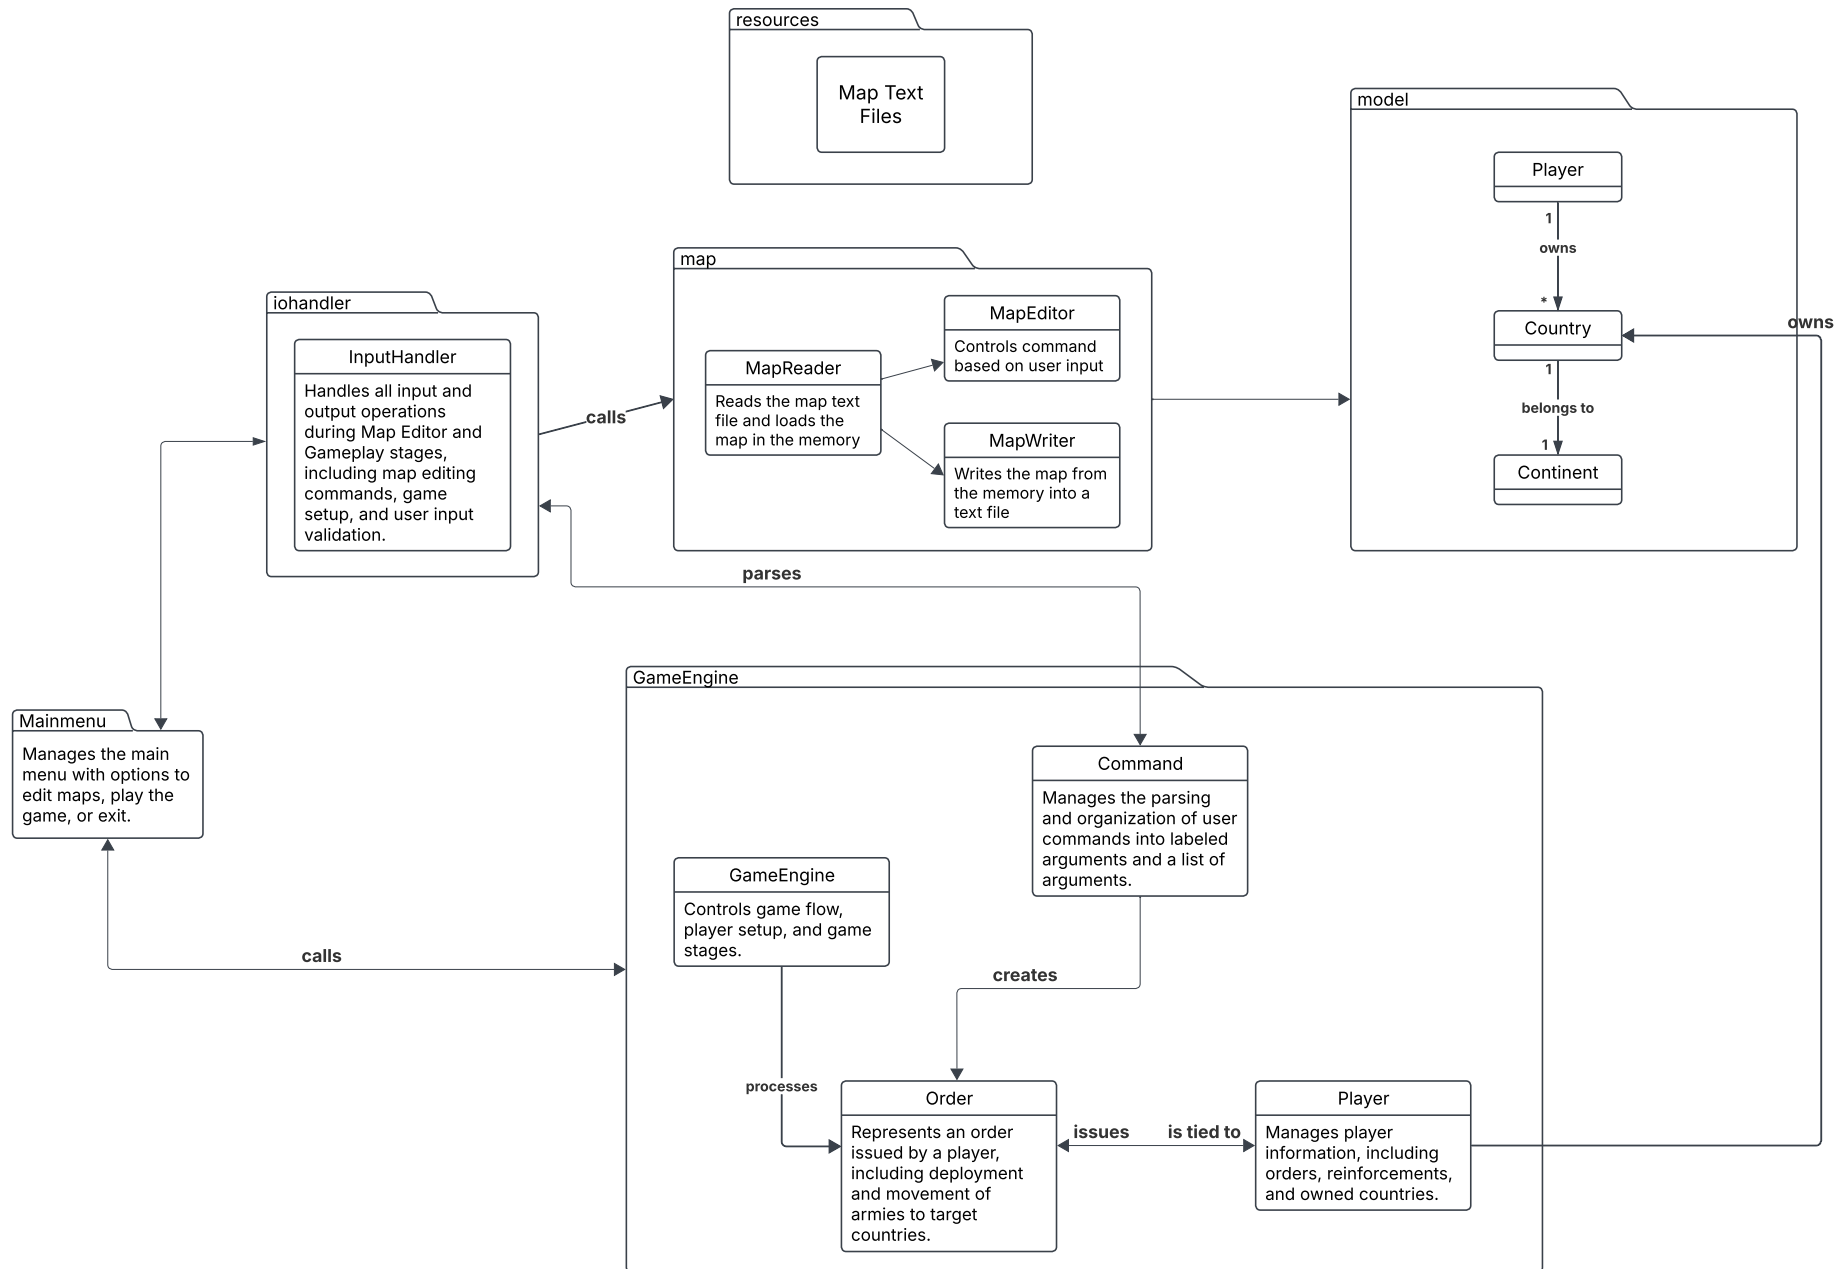 resources
Map Text
Files
model
Player
1
owns
*
Country
owns
1
belongs to
1
Continent
map
MapEditor
Controls command
based on user input
MapReader
Reads the map text
file and loads the
map in the memory
MapWriter
Writes the map from
the memory into a
text file
iohandler
InputHandler
Handles all input and
output operations
during Map Editor and
Gameplay stages,
including map editing
commands, game
setup, and user input
validation.
calls
parses
Mainmenu
Manages the main
menu with options to
edit maps, play the
game, or exit.
calls
GameEngine
Command
Manages the parsing
and organization of user
commands into labeled
arguments and a list of
arguments.
GameEngine
Controls game flow,
player setup, and game
stages.
creates
processes
Order
Represents an order
issued by a player,
including deployment
and movement of
armies to target
countries.
issues
is tied to
Player
Manages player
information, including
orders, reinforcements,
and owned countries.